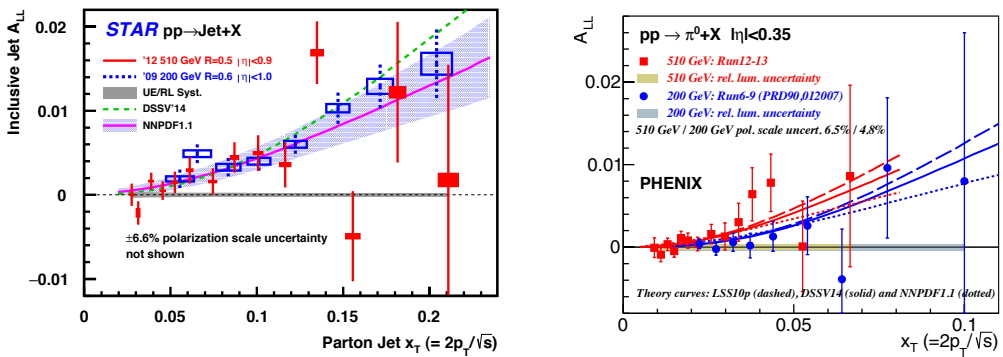 STAR pp→Jet+X
'12 510 GeV R=0.5 |η|<0.9
'09 200 GeV R=0.6 |η|<1.0
UE/RL Syst.
DSSV'14
NNPDF1.1
±6.6% polarization scale uncertainty
not shown
Inclusive Jet A_LL
0.02
0.01
0
−0.01
0
0.05
0.1
0.15
0.2
Parton Jet x_T (= 2p_T/√s)
A_LL
pp → π⁰+X |η|<0.35
510 GeV: Run12-13
510 GeV: rel. lum. uncertainty
200 GeV: Run6-9 (PRD90,012007)
200 GeV: rel. lum. uncertainty
510 GeV / 200 GeV pol. scale uncert. 6.5% / 4.8%
PHENIX
Theory curves: LSS10p (dashed), DSSV14 (solid) and NNPDF1.1 (dotted)
0.02
0.01
0
0
0.05
0.1
x_T (=2p_T/√s)